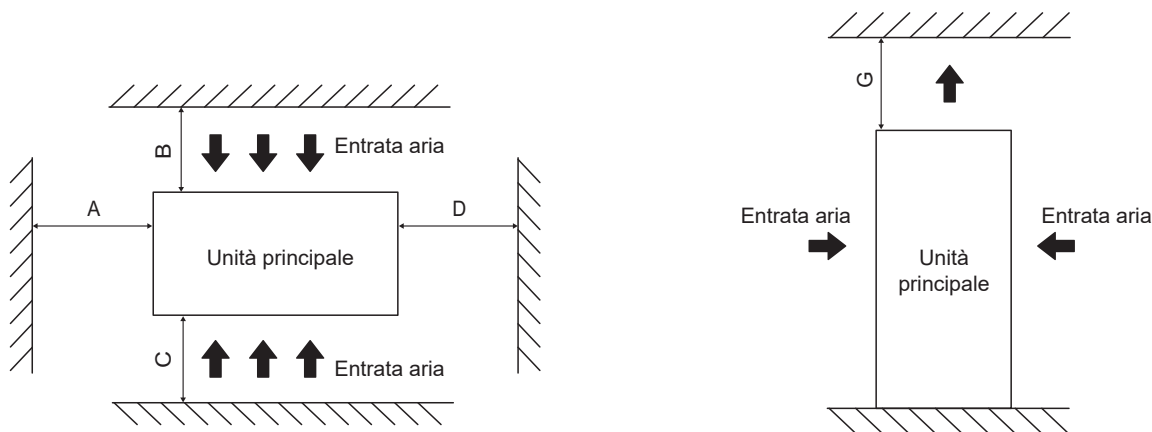 B
Entrata aria
A
D
Unità principale
C
Entrata aria
G
Entrata aria
Entrata aria
Unità
principale